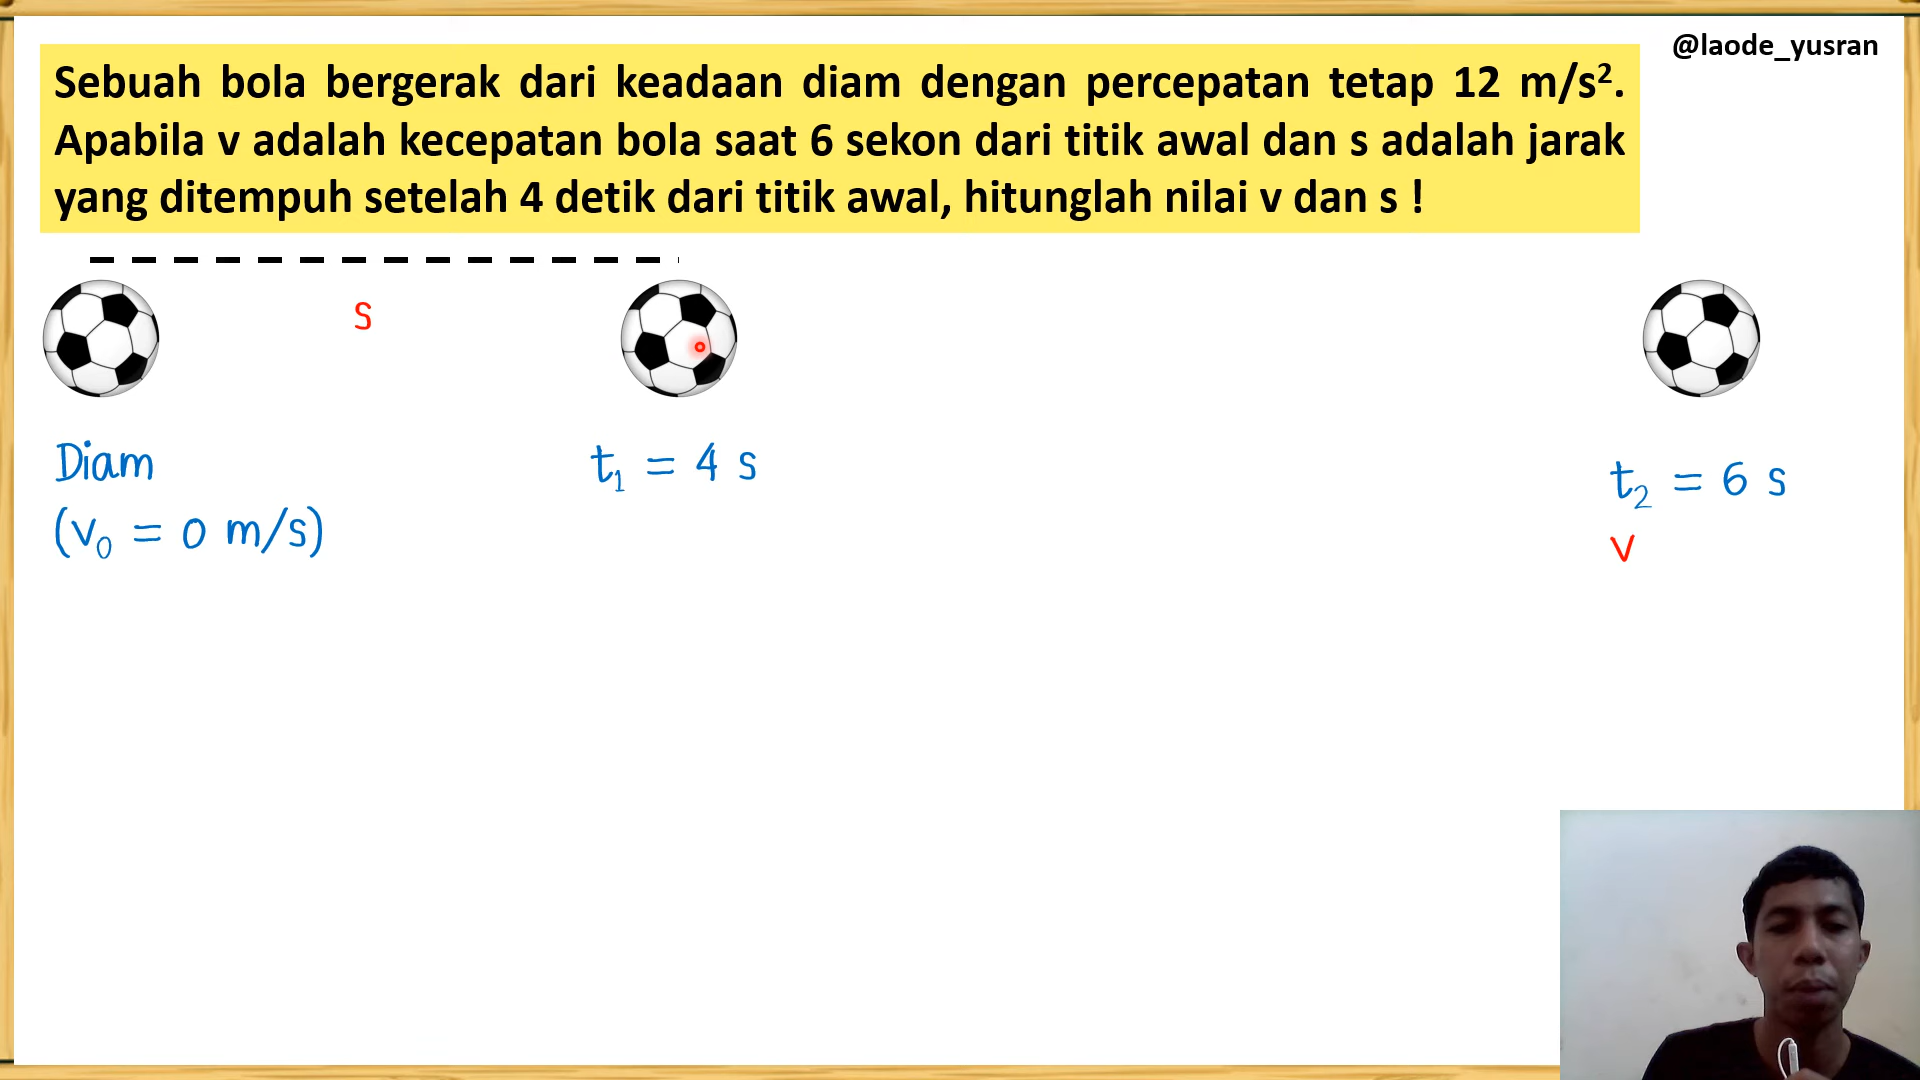 @laode_yusran
Sebuah bola bergerak dari keadaan diam dengan percepatan tetap 12 m/s².
Apabila v adalah kecepatan bola saat 6 sekon dari titik awal dan s adalah jarak
yang ditempuh setelah 4 detik dari titik awal, hitunglah nilai v dan s !
s
Diam
(v₀ = 0 m/s)
t₁ = 4 s
t₂ = 6 s
v